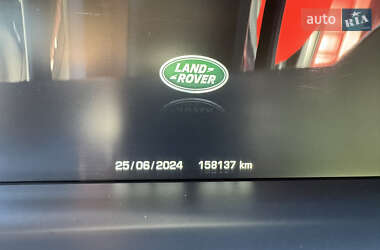 auto RIA
LAND
ROVER
25/06/2024 158137 km